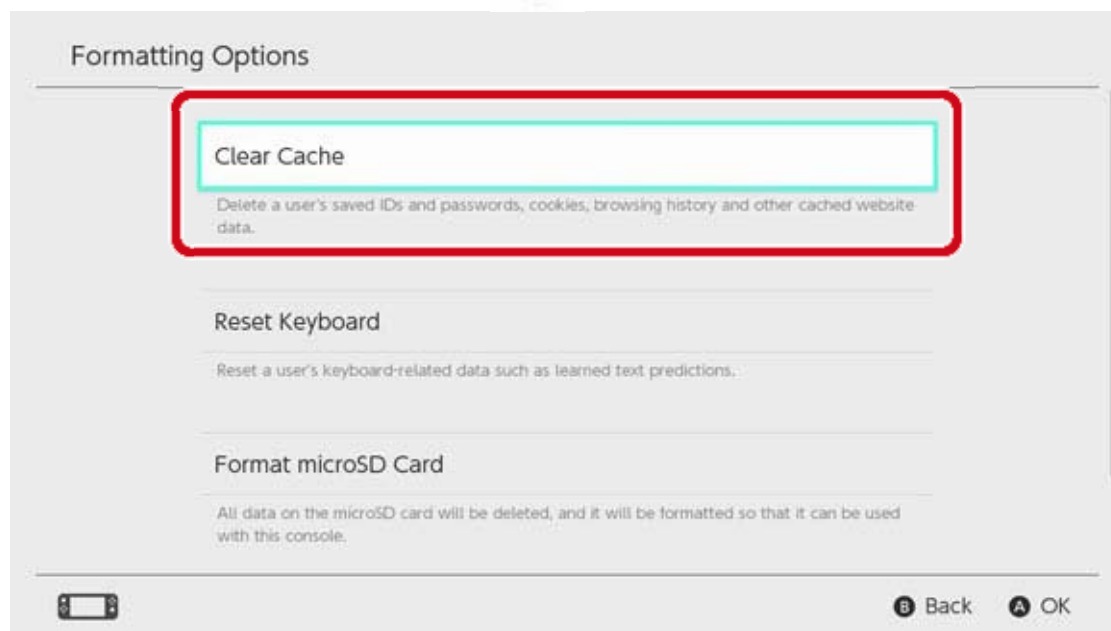 Formatting Options
Clear Cache
Delete a user's saved IDs and passwords, cookies, browsing history and other cached website
data.
Reset Keyboard
Reset a user's keyboard-related data such as learned text predictions.
Format microSD Card
All data on the microSD card will be deleted, and it will be formatted so that it can be used
with this console.
B Back A OK